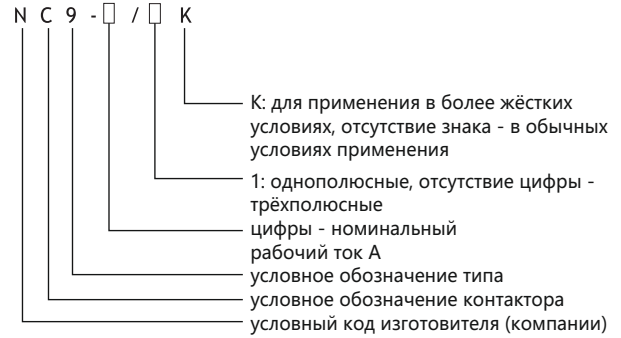 N C 9 - □ / □ K
К: для применения в более жёстких
условиях, отсутствие знака - в обычных
условиях применения
1: однополюсные, отсутствие цифры -
трёхполюсные
цифры - номинальный
рабочий ток А
условное обозначение типа
условное обозначение контактора
условный код изготовителя (компании)